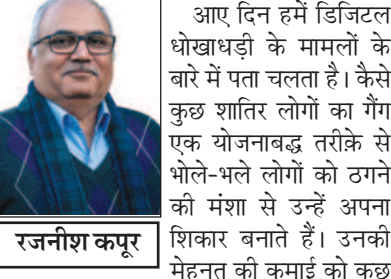 आए दिन हमें डिजिटल
धोखाधड़ी के मामलों के
बारे में पता चलता है। कैसे
कुछ शातिर लोगों का गैंग
एक योजनाबद्ध तरीक़े से
भोले-भले लोगों को ठगने
की मंशा से उन्हें अपना
शिकार बनाते हैं। उनकी
मेहनत की कमाई को कुछ
रजनीश कपूर